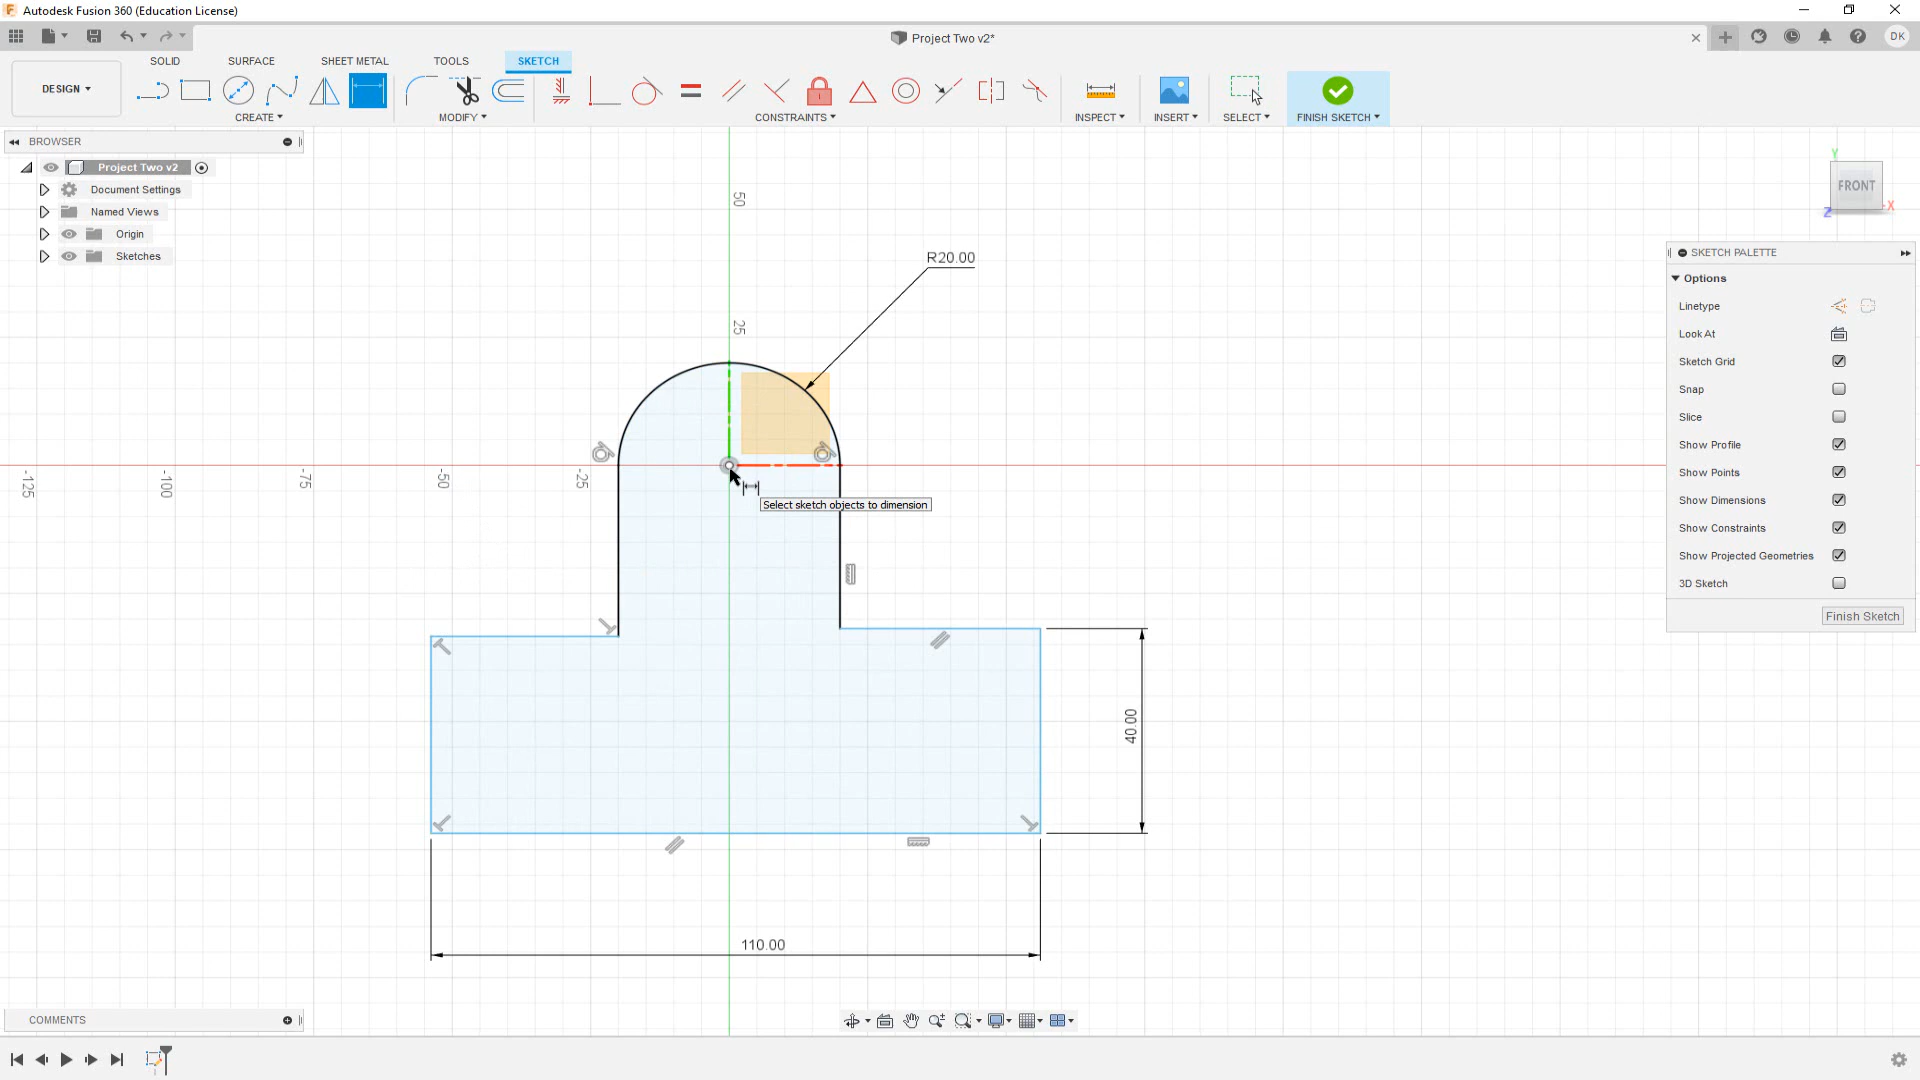 Autodesk Fusion 360 (Education License)
Project Two v2*
DK
DESIGN
SOLID
SURFACE
SHEET METAL
TOOLS
SKETCH
CREATE
MODIFY
CONSTRAINTS
INSPECT
INSERT
SELECT
FINISH SKETCH
BROWSER
Project Two v2
Document Settings
Named Views
Origin
Sketches
Y
FRONT
Z
X
SKETCH PALETTE
Options
Linetype
Look At
Sketch Grid
Snap
Slice
Show Profile
Show Points
Show Dimensions
Show Constraints
Show Projected Geometries
3D Sketch
Finish Sketch
50
25
R20.00
-125
-100
-75
-50
-25
Select sketch objects to dimension
40.00
110.00
COMMENTS